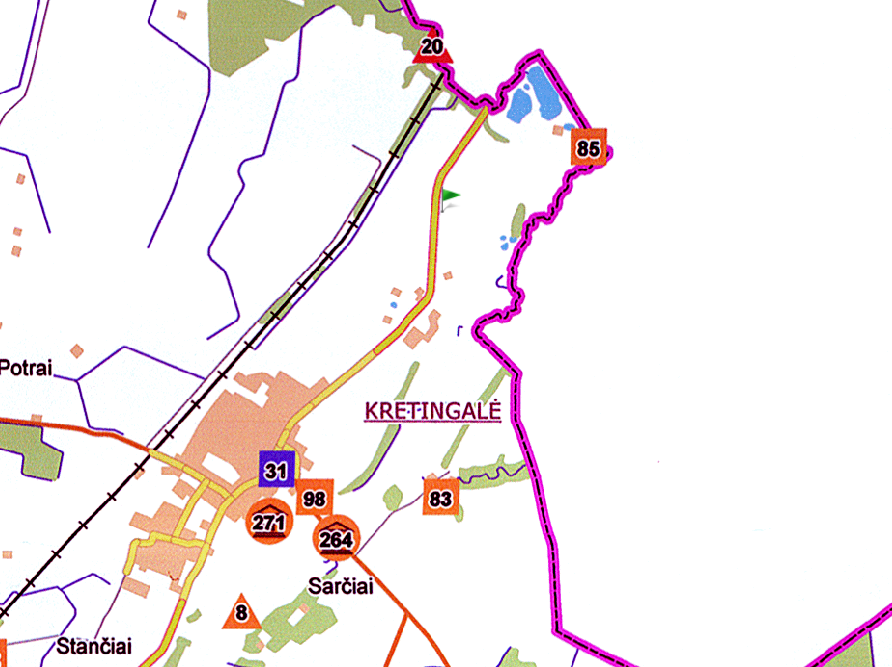 20
85
Potrai
KRETINGALĖ
31
98
83
271
264
Sarčiai
8
Stančiai